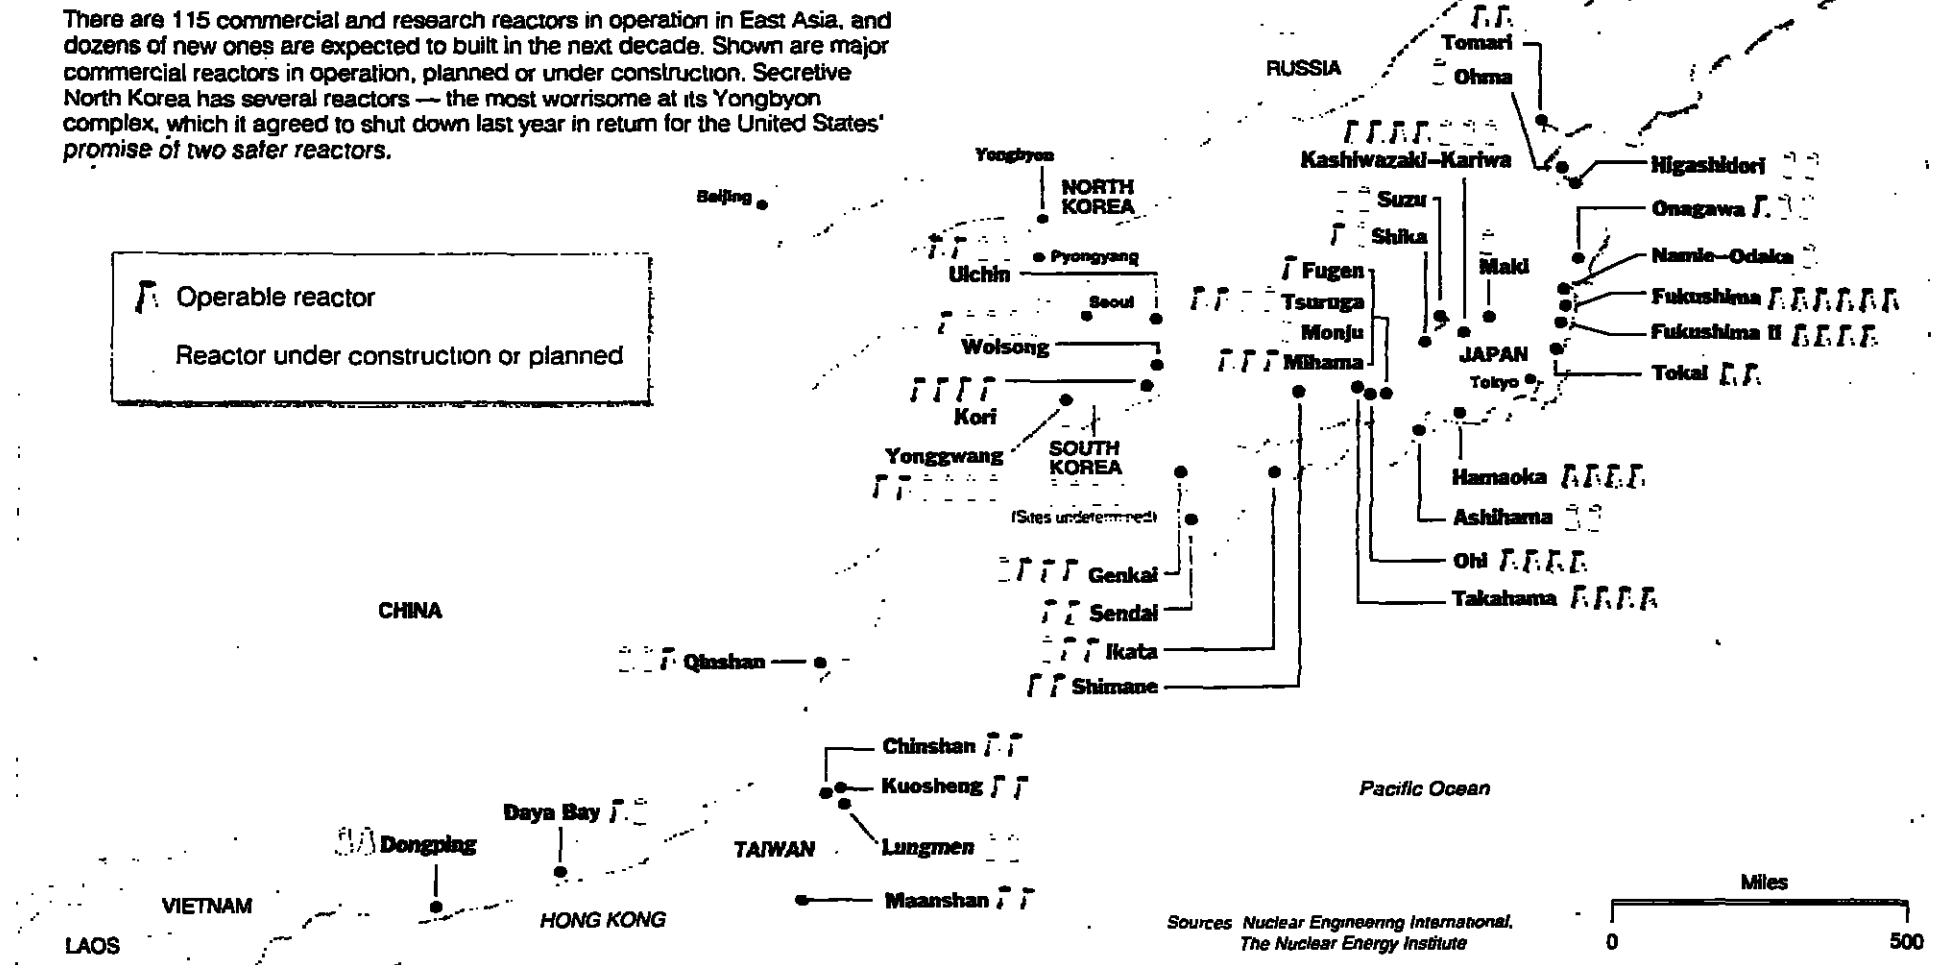 There are 115 commercial and research reactors in operation in East Asia, and
dozens of new ones are expected to built in the next decade. Shown are major
commercial reactors in operation, planned or under construction. Secretive
North Korea has several reactors — the most worrisome at its Yongbyon
complex, which it agreed to shut down last year in return for the United States'
promise of two safer reactors.
Operable reactor
Reactor under construction or planned
RUSSIA
Tomari
Ohma
Kashiwazaki–Kariwa
Higashidori
Suzu
Onagawa
Shika
Maki
Namie–Odaka
Fugen
Tsuruga
Monju
Mihama
Fukushima
Fukushima II
JAPAN
Tokyo
Tokai
Beijing
Yongbyon
NORTH
KOREA
Pyongyang
Ulchin
Seoul
Wolsong
Kori
Yonggwang
SOUTH
KOREA
(Sites undetermined)
Hamaoka
Ashihama
Ohi
Takahama
Genkai
Sendai
Ikata
Shimane
CHINA
Qinshan
Chinshan
Kuosheng
Lungmen
TAIWAN
Maanshan
Daya Bay
Dongping
VIETNAM
HONG KONG
LAOS
Pacific Ocean
Sources Nuclear Engineering International,
The Nuclear Energy Institute
Miles
0 500